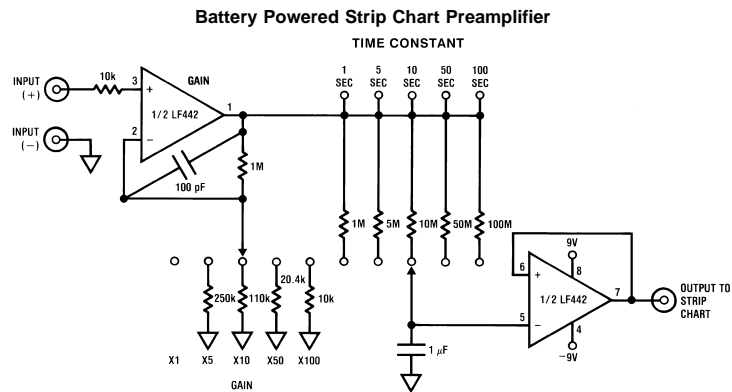 Battery Powered Strip Chart Preamplifier
TIME CONSTANT
1 SEC
5 SEC
10 SEC
50 SEC
100 SEC
INPUT (+)
10k
3
+
GAIN
1/2 LF442
1
2
−
INPUT (−)
100 pF
1M
1M
5M
10M
50M
100M
250k
110k
20.4k
10k
X1
X5
X10
X50
X100
GAIN
9V
8
6
+
1/2 LF442
7
5
−
4
−9V
1 μF
OUTPUT TO
STRIP
CHART